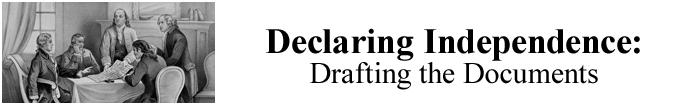 Declaring Independence:
Drafting the Documents